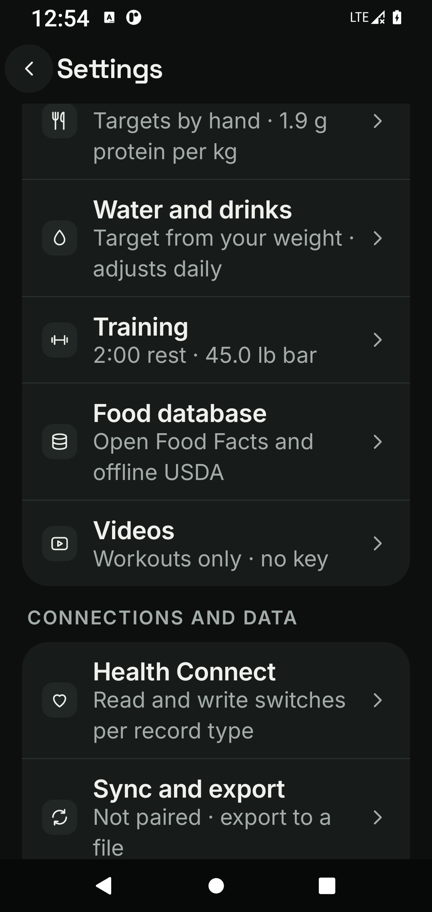 12:54
LTE
Settings
Targets by hand · 1.9 g
protein per kg
Water and drinks
Target from your weight ·
adjusts daily
Training
2:00 rest · 45.0 lb bar
Food database
Open Food Facts and
offline USDA
Videos
Workouts only · no key
CONNECTIONS AND DATA
Health Connect
Read and write switches
per record type
Sync and export
Not paired · export to a
file